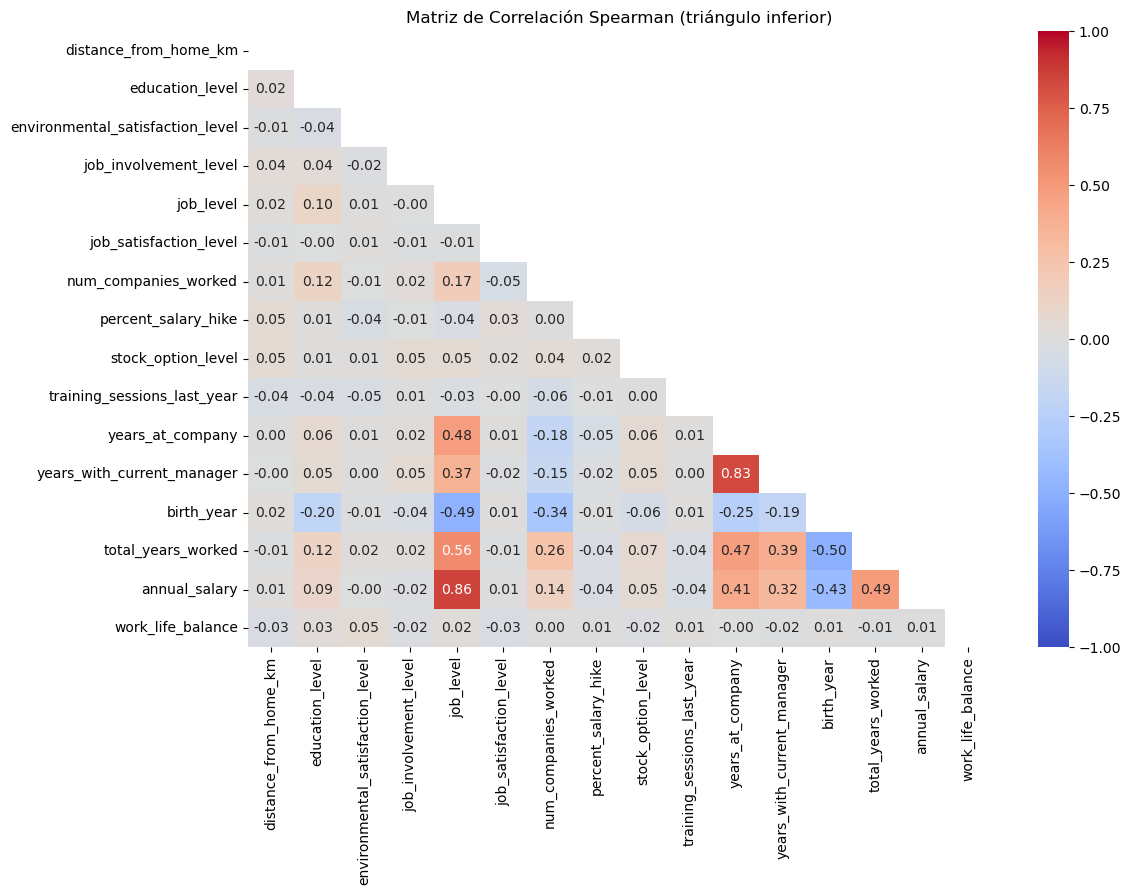 Matriz de Correlación Spearman (triángulo inferior)
distance_from_home_km
education_level 0.02
environmental_satisfaction_level -0.01 -0.04
job_involvement_level 0.04 0.04 -0.02
job_level 0.02 0.10 0.01 -0.00
job_satisfaction_level -0.01 -0.00 0.01 -0.01 -0.01
num_companies_worked 0.01 0.12 -0.01 0.02 0.17 -0.05
percent_salary_hike 0.05 0.01 -0.04 -0.01 -0.04 0.03 0.00
stock_option_level 0.05 0.01 0.01 0.05 0.05 0.02 0.04 0.02
training_sessions_last_year -0.04 -0.04 -0.05 0.01 -0.03 -0.00 -0.06 -0.01 0.00
years_at_company 0.00 0.06 0.01 0.02 0.48 0.01 -0.18 -0.05 0.06 0.01
years_with_current_manager -0.00 0.05 0.00 0.05 0.37 -0.02 -0.15 -0.02 0.05 0.00 0.83
birth_year 0.02 -0.20 -0.01 -0.04 -0.49 0.01 -0.34 -0.01 -0.06 0.01 -0.25 -0.19
total_years_worked -0.01 0.12 0.02 0.02 0.56 -0.01 0.26 -0.04 0.07 -0.04 0.47 0.39 -0.50
annual_salary 0.01 0.09 -0.00 -0.02 0.86 0.01 0.14 -0.04 0.05 -0.04 0.41 0.32 -0.43 0.49
work_life_balance -0.03 0.03 0.05 -0.02 0.02 -0.03 0.00 0.01 -0.02 0.01 -0.00 -0.02 0.01 -0.01 0.01
distance_from_home_km
education_level
environmental_satisfaction_level
job_involvement_level
job_level
job_satisfaction_level
num_companies_worked
percent_salary_hike
stock_option_level
training_sessions_last_year
years_at_company
years_with_current_manager
birth_year
total_years_worked
annual_salary
work_life_balance
1.00
0.75
0.50
0.25
0.00
−0.25
−0.50
−0.75
−1.00